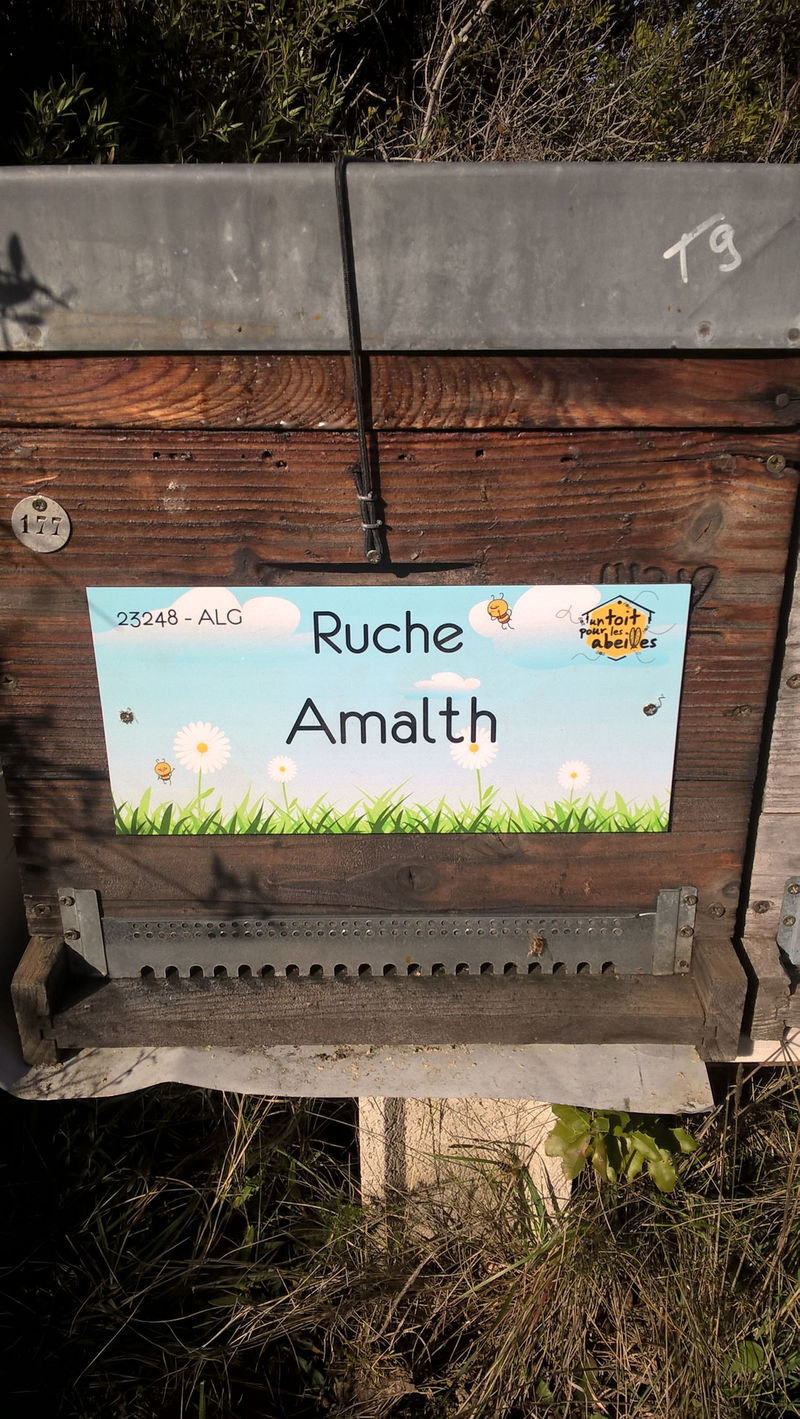 T9
177
23248 - ALG
Ruche
Amalth
un toit
pour les
abeilles